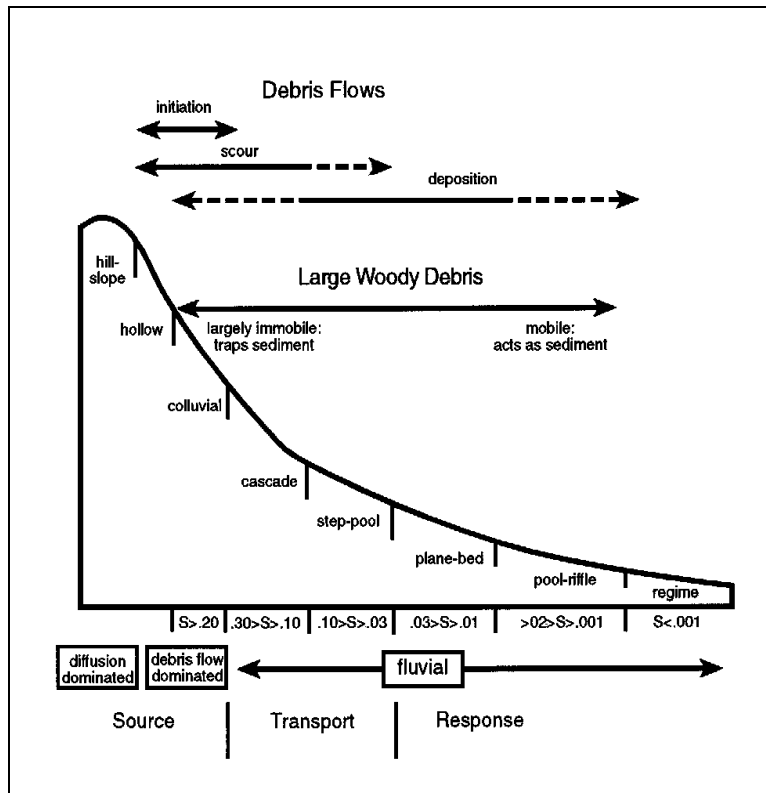 Debris Flows
initiation
scour
deposition
hill-
slope
Large Woody Debris
hollow
largely immobile:
traps sediment
mobile:
acts as sediment
colluvial
cascade
step-pool
plane-bed
pool-riffle
regime
S>.20 .30>S>.10 .10>S>.03 .03>S>.01 >02>S>.001 S<.001
diffusion
dominated
debris flow
dominated
fluvial
Source Transport Response